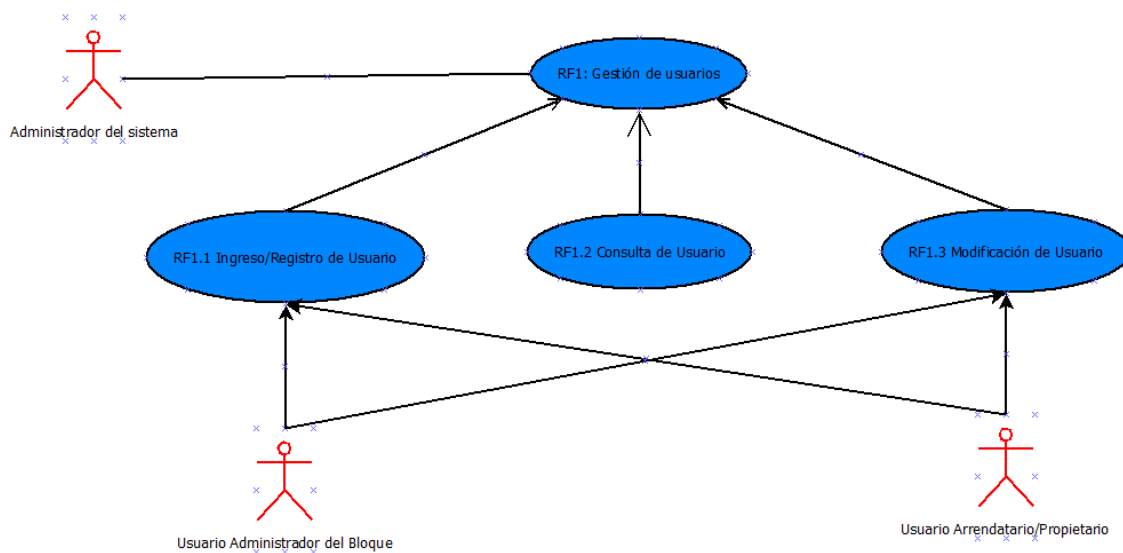 RF1: Gestión de usuarios
Administrador del sistema
RF1.1 Ingreso/Registro de Usuario
RF1.2 Consulta de Usuario
RF1.3 Modificación de Usuario
Usuario Administrador del Bloque
Usuario Arrendatario/Propietario